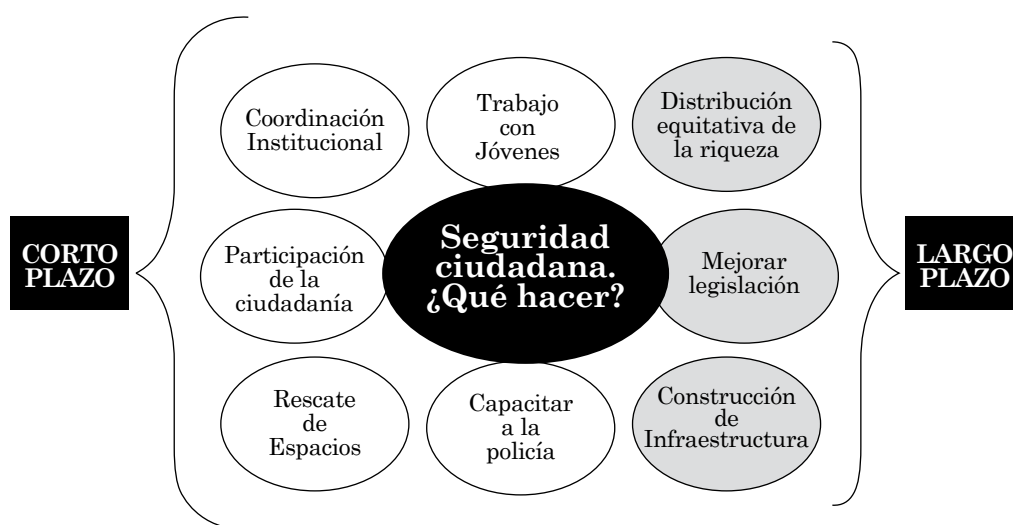 Coordinación
Institucional
Trabajo
con
Jóvenes
Distribución
equitativa de
la riqueza
CORTO
PLAZO
Participación
de la
ciudadanía
Seguridad
ciudadana.
¿Qué hacer?
Mejorar
legislación
LARGO
PLAZO
Rescate
de
Espacios
Capacitar
a la
policía
Construcción
de
Infraestructura